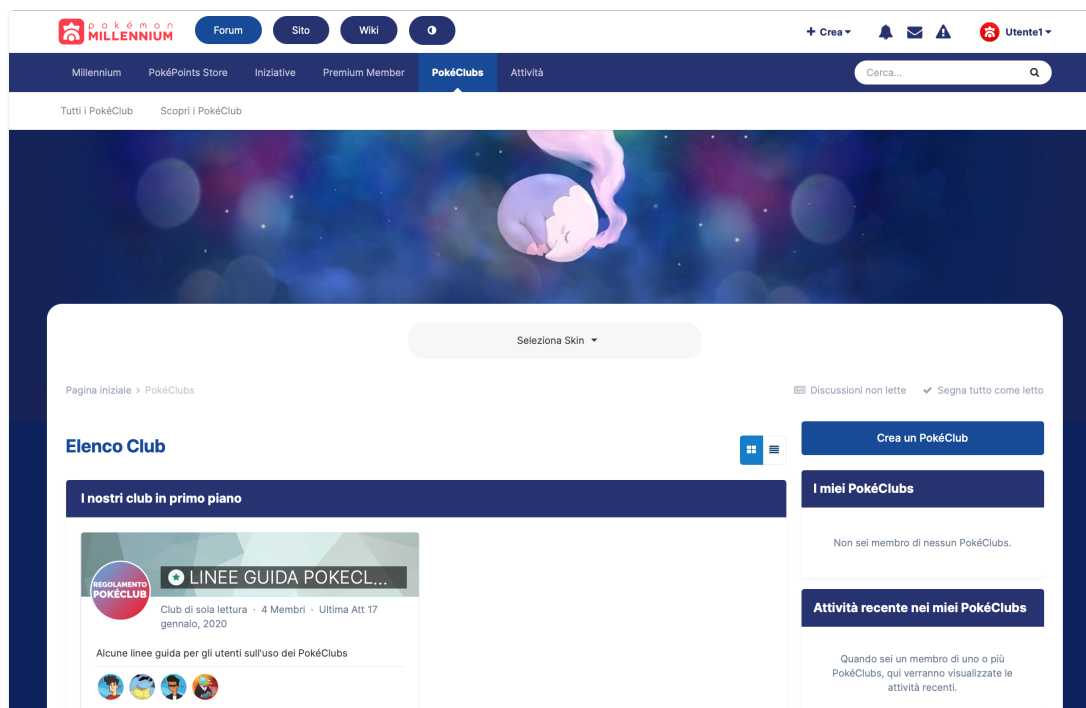 pokémon
MILLENNIUM
Forum
Sito
Wiki
Crea
Utente1
Millennium
PokéPoints Store
Iniziative
Premium Member
PokéClubs
Attività
Cerca...
Tutti i PokéClub
Scopri i PokéClub
Seleziona Skin
Pagina iniziale > PokéClubs
Discussioni non lette
Segna tutto come letto
Elenco Club
Crea un PokéClub
I nostri club in primo piano
I miei PokéClubs
Non sei membro di nessun PokéClubs.
REGOLAMENTO
POKÉCLUB
LINEE GUIDA POKECL...
Club di sola lettura · 4 Membri · Ultima Att 17
gennaio, 2020
Alcune linee guida per gli utenti sull'uso dei PokéClubs
Attività recente nei miei PokéClubs
Quando sei un membro di uno o più
PokéClubs, qui verranno visualizzate le
attività recenti.